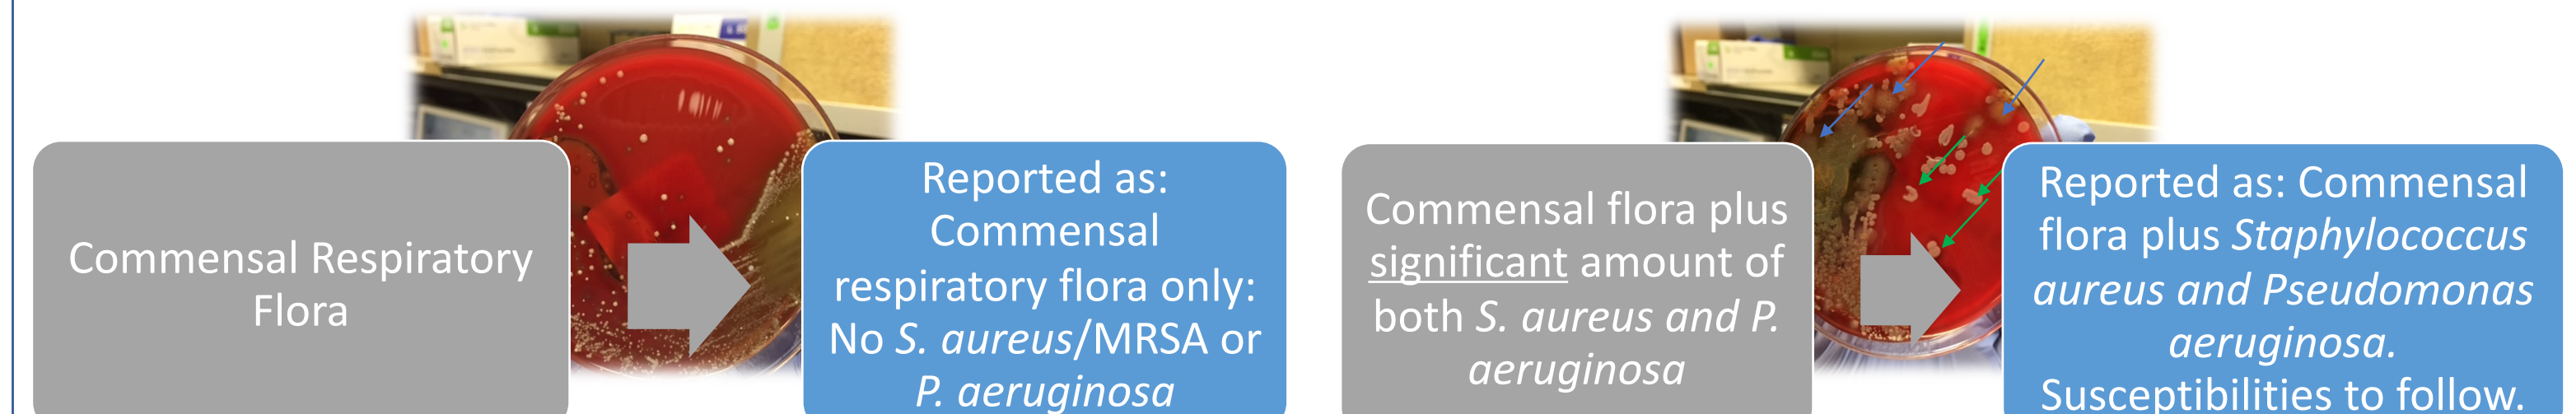 Commensal Respiratory
Flora
Reported as:
Commensal
respiratory flora only:
No S. aureus/MRSA or
P. aeruginosa
Commensal flora plus
significant amount of
both S. aureus and P.
aeruginosa
Reported as: Commensal
flora plus Staphylococcus
aureus and Pseudomonas
aeruginosa.
Susceptibilities to follow.